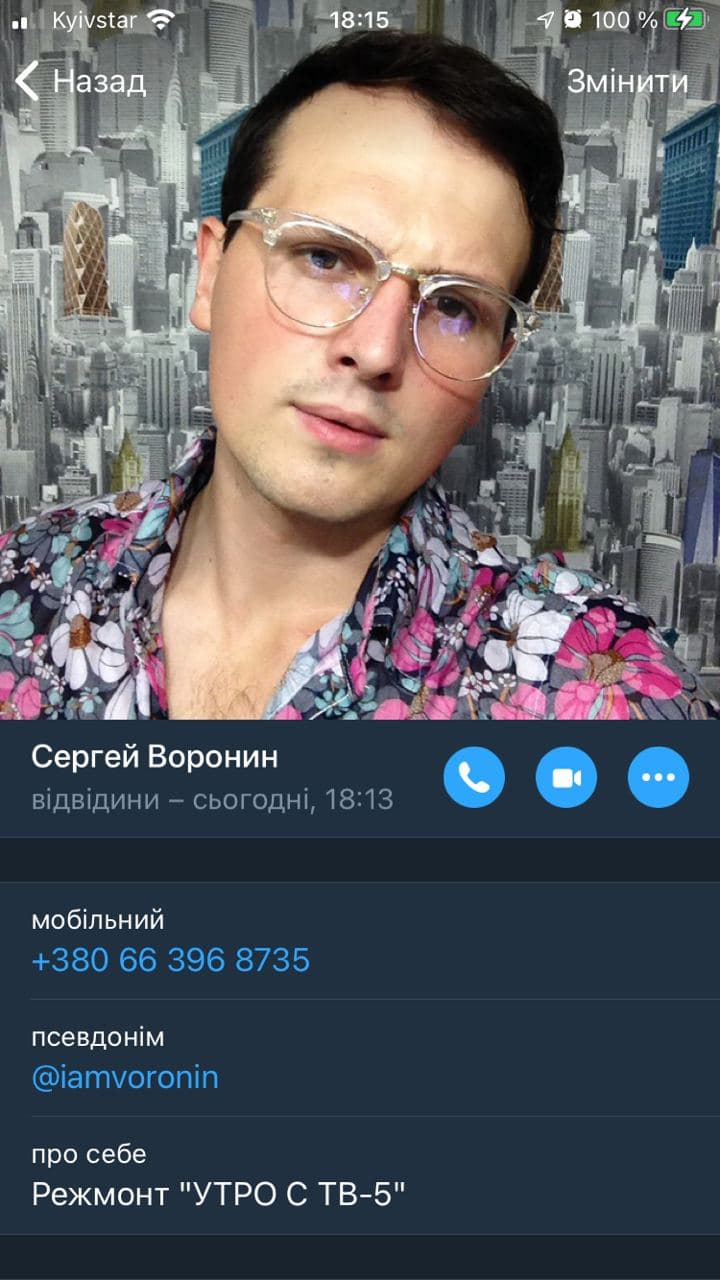 Kyivstar 18:15 100 %
Назад Змінити
Сергей Воронин
відвідини – сьогодні, 18:13
мобільний
+380 66 396 8735
псевдонім
@iamvoronin
про себе
Режмонт "УТРО С ТВ-5"